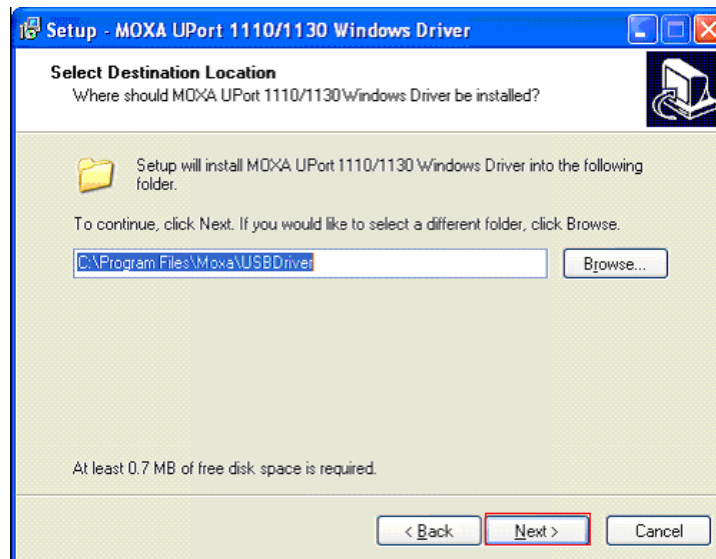 Setup - MOXA UPort 1110/1130 Windows Driver
Select Destination Location
Where should MOXA UPort 1110/1130 Windows Driver be installed?
Setup will install MOXA UPort 1110/1130 Windows Driver into the following
folder.
To continue, click Next. If you would like to select a different folder, click Browse.
C:\Program Files\Moxa\USBDriver
Browse...
At least 0.7 MB of free disk space is required.
< Back
Next >
Cancel